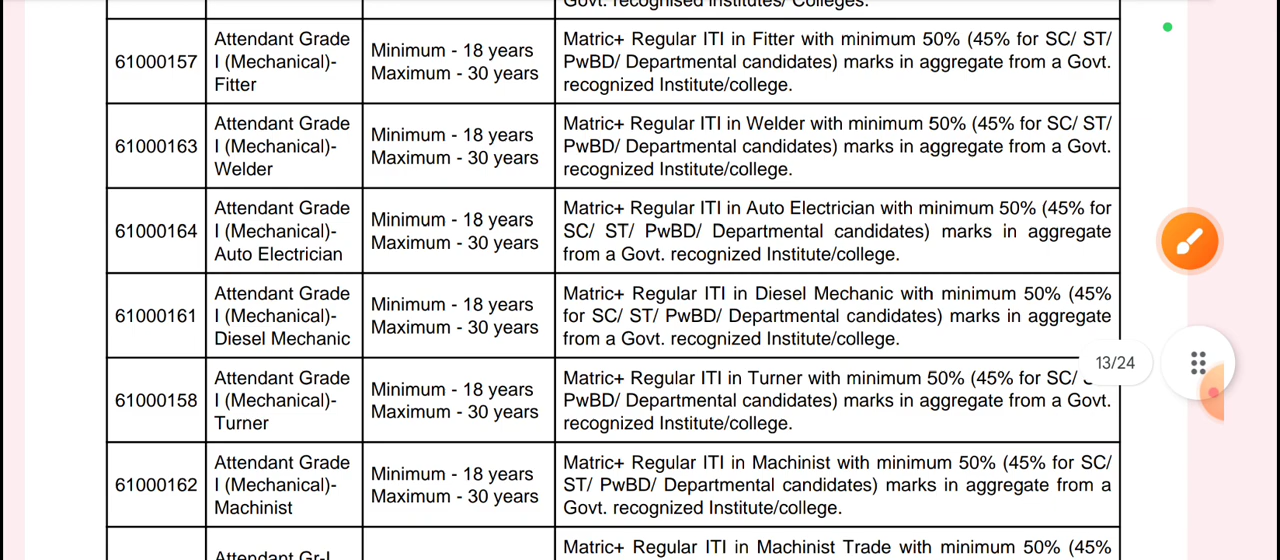 Govt. recognised Institutes/ Colleges.
61000157
Attendant Grade
I (Mechanical)-
Fitter
Minimum - 18 years
Maximum - 30 years
Matric+ Regular ITI in Fitter with minimum 50% (45% for SC/ ST/
PwBD/ Departmental candidates) marks in aggregate from a Govt.
recognized Institute/college.
61000163
Attendant Grade
I (Mechanical)-
Welder
Minimum - 18 years
Maximum - 30 years
Matric+ Regular ITI in Welder with minimum 50% (45% for SC/ ST/
PwBD/ Departmental candidates) marks in aggregate from a Govt.
recognized Institute/college.
61000164
Attendant Grade
I (Mechanical)-
Auto Electrician
Minimum - 18 years
Maximum - 30 years
Matric+ Regular ITI in Auto Electrician with minimum 50% (45% for
SC/ ST/ PwBD/ Departmental candidates) marks in aggregate
from a Govt. recognized Institute/college.
61000161
Attendant Grade
I (Mechanical)-
Diesel Mechanic
Minimum - 18 years
Maximum - 30 years
Matric+ Regular ITI in Diesel Mechanic with minimum 50% (45%
for SC/ ST/ PwBD/ Departmental candidates) marks in aggregate
from a Govt. recognized Institute/college.
13/24
61000158
Attendant Grade
I (Mechanical)-
Turner
Minimum - 18 years
Maximum - 30 years
Matric+ Regular ITI in Turner with minimum 50% (45% for SC/
PwBD/ Departmental candidates) marks in aggregate from a Govt.
recognized Institute/college.
61000162
Attendant Grade
I (Mechanical)-
Machinist
Minimum - 18 years
Maximum - 30 years
Matric+ Regular ITI in Machinist with minimum 50% (45% for SC/
ST/ PwBD/ Departmental candidates) marks in aggregate from a
Govt. recognized Institute/college.
Attendant Gr-I
Matric+ Regular ITI in Machinist Trade with minimum 50% (45%